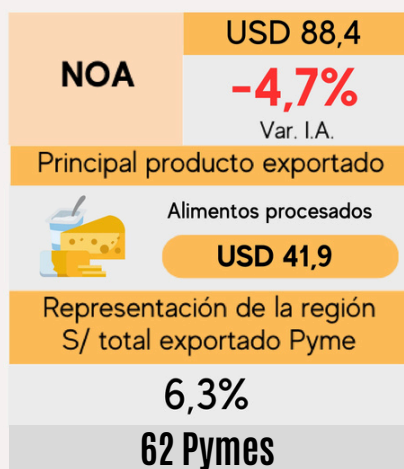 NOA
USD 88,4
-4,7%
Var. I.A.
Principal producto exportado
Alimentos procesados
USD 41,9
Representación de la región
S/ total exportado Pyme
6,3%
62 Pymes